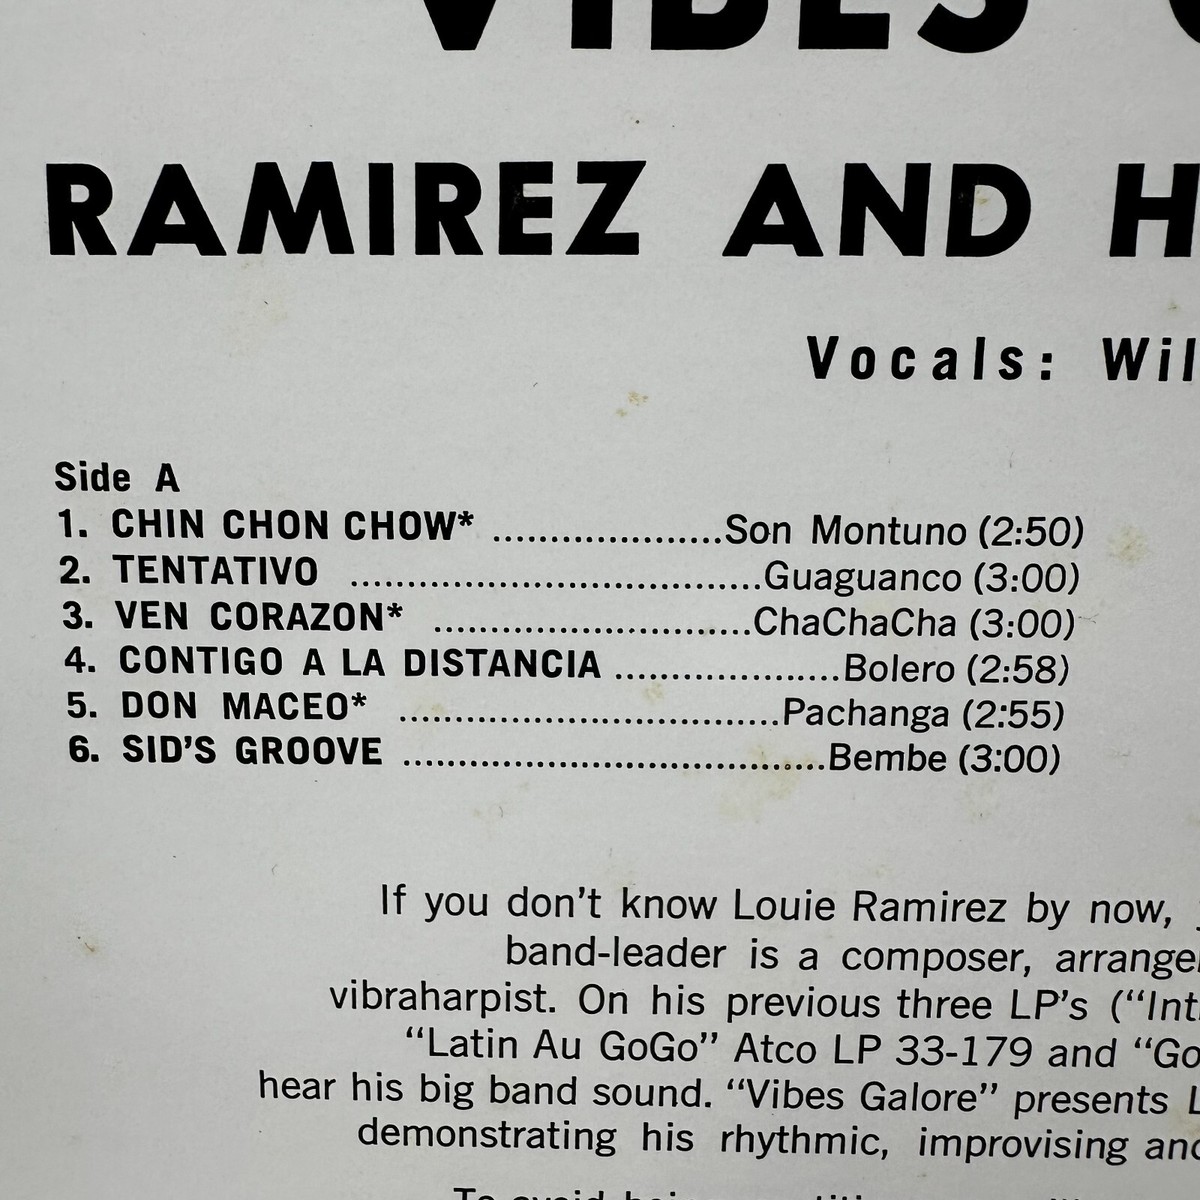 VIBES
RAMIREZ AND H
Vocals: Wil
Side A
1. CHIN CHON CHOW* ....................Son Montuno (2:50)
2. TENTATIVO ....................................Guaguanco (3:00)
3. VEN CORAZON* ............................ChaChaCha (3:00)
4. CONTIGO A LA DISTANCIA ....................Bolero (2:58)
5. DON MACEO* ..................................Pachanga (2:55)
6. SID'S GROOVE .....................................Bembe (3:00)
If you don't know Louie Ramirez by now,
band-leader is a composer, arrange
vibraharpist. On his previous three LP's ("Int
"Latin Au GoGo" Atco LP 33-179 and "Go
hear his big band sound. "Vibes Galore" presents L
demonstrating his rhythmic, improvising and
To avoid